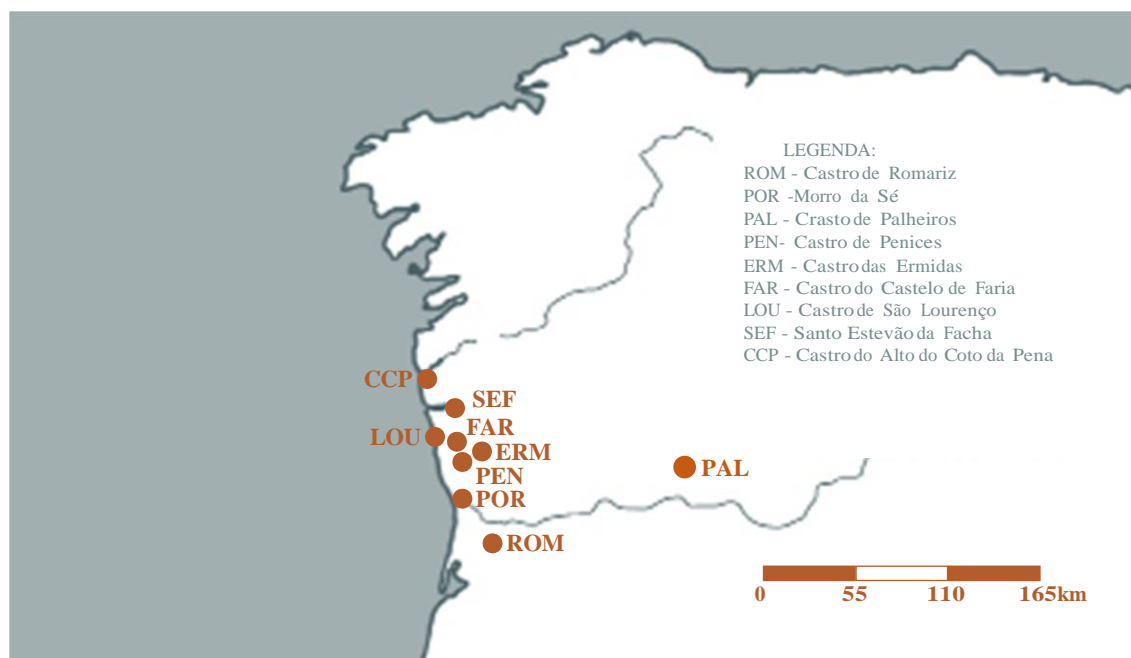 LEGENDA:
ROM - Castro de Romariz
POR -Morro da Sé
PAL - Crasto de Palheiros
PEN- Castro de Penices
ERM - Castro das Ermidas
FAR - Castro do Castelo de Faria
LOU - Castro de São Lourenço
SEF - Santo Estevão da Facha
CCP - Castro do Alto do Coto da Pena
CCP
SEF
FAR
LOU
ERM
PAL
PEN
POR
ROM
0 55 110 165km